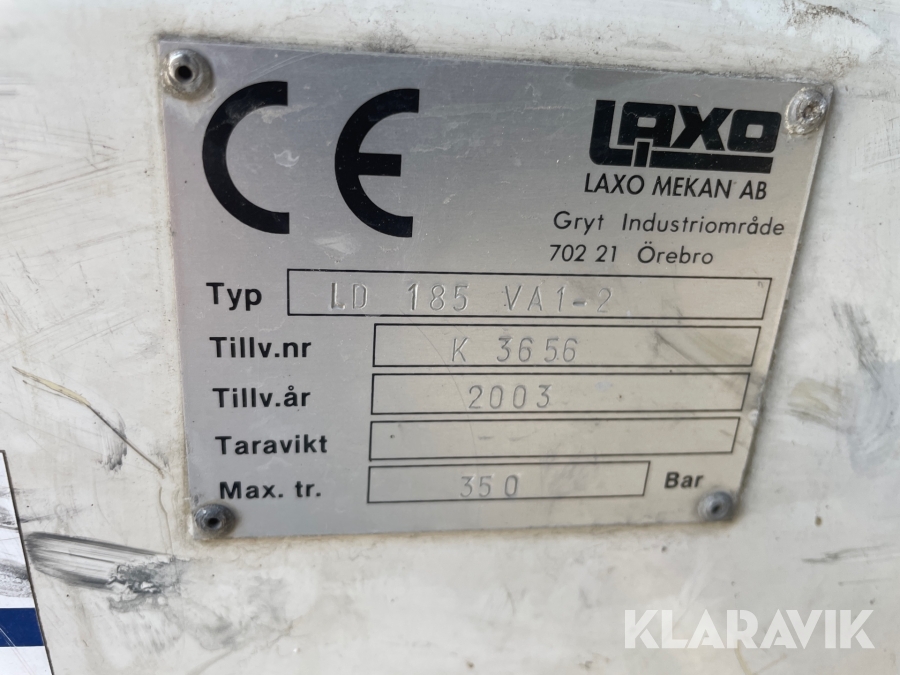 CE
LAXO
LAXO MEKAN AB
Gryt Industriområde
702 21 Örebro
Typ LD 185 VA1-2
Tillv.nr K 3656
Tillv.år 2003
Taravikt
Max. tr. 350 Bar
KLARAVIK